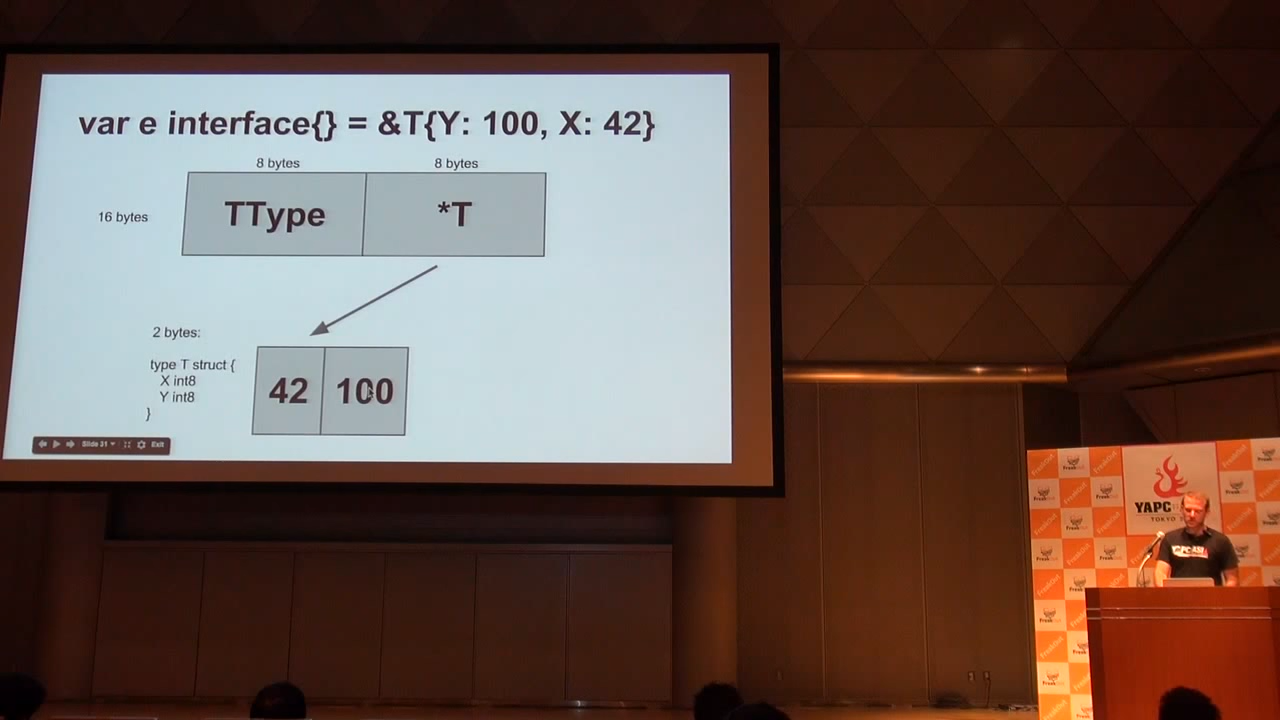 var e interface{} = &T{Y: 100, X: 42}
8 bytes
8 bytes
16 bytes
TType
*T
2 bytes:
type T struct {
X int8
Y int8
}
42
100
Slide 31
Exit
YAPC
TOKYO
FreakOut